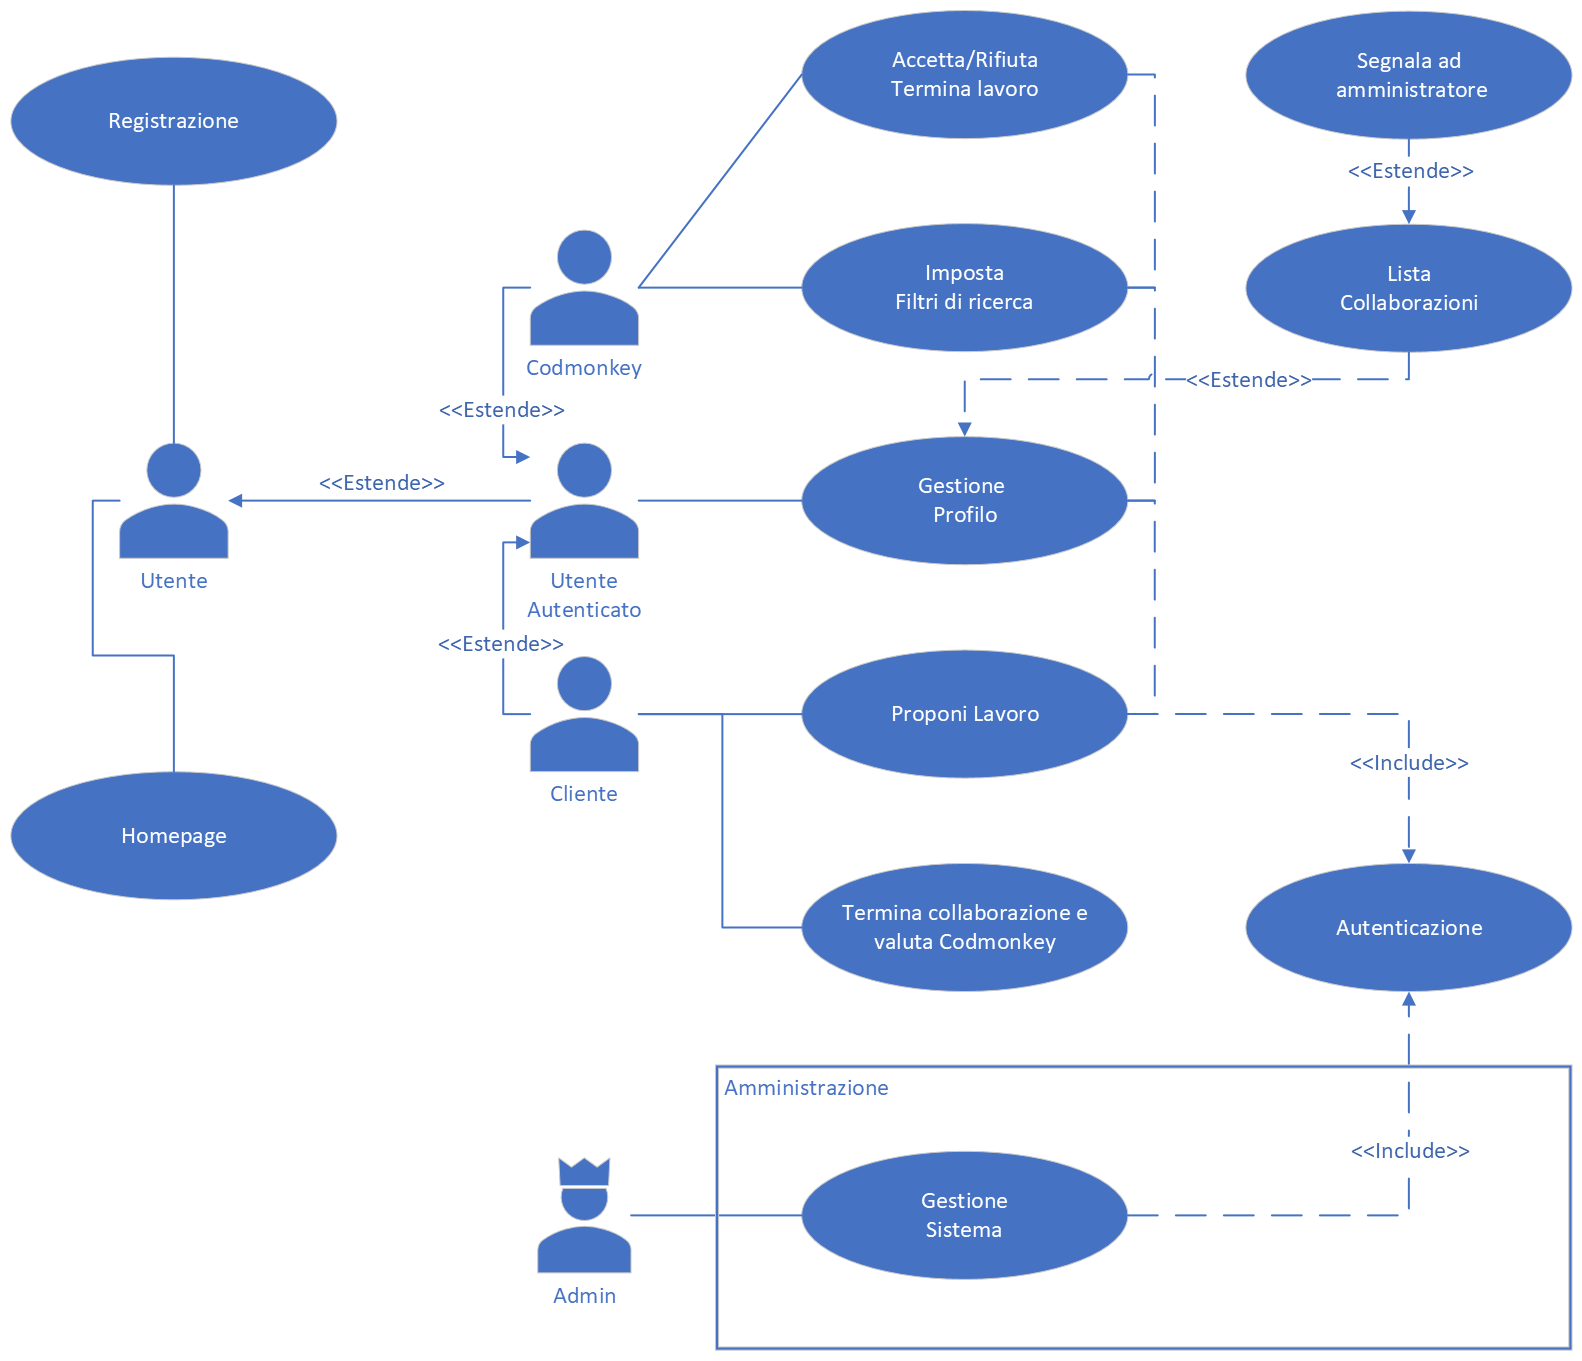 Accetta/Rifiuta
Termina lavoro
Segnala ad
amministratore
Registrazione
<<Estende>>
Imposta
Filtri di ricerca
Lista
Collaborazioni
Codmonkey
<<Estende>>
<<Estende>>
<<Estende>>
Gestione
Profilo
Utente
Utente
Autenticato
<<Estende>>
Proponi Lavoro
<<Include>>
Cliente
Homepage
Termina collaborazione e
valuta Codmonkey
Autenticazione
Amministrazione
<<Include>>
Gestione
Sistema
Admin